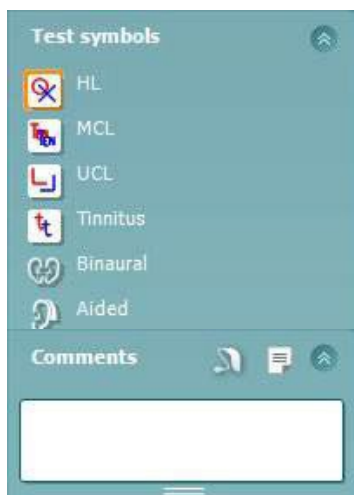 Test symbols
HL
MCL
UCL
Tinnitus
Binaural
Aided
Comments